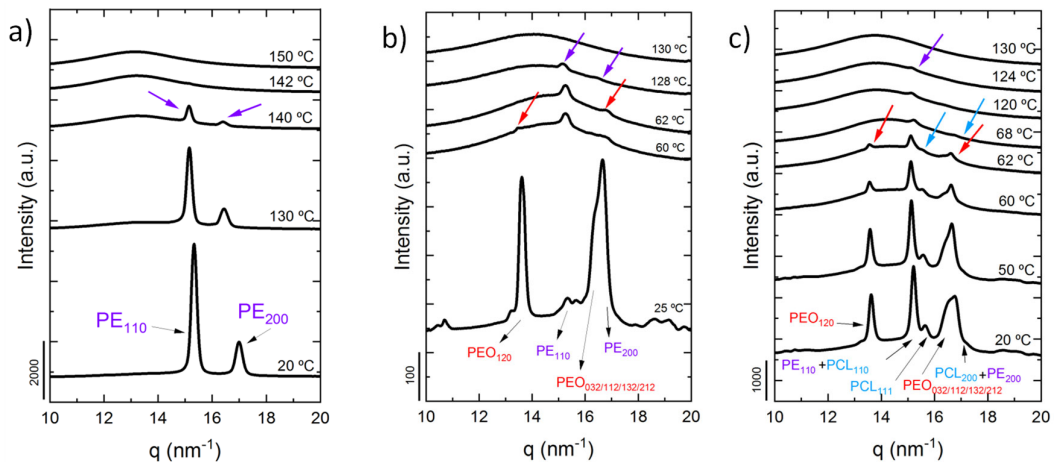 a)
150 ºC
142 ºC
140 ºC
130 ºC
PE110
PE200
20 ºC
2000
Intensity (a.u.)
10 12 14 16 18 20
q (nm-1)
b)
130 ºC
128 ºC
62 ºC
60 ºC
25 ºC
PEO120
PE110
PE200
PEO032/112/132/212
100
Intensity (a.u.)
10 12 14 16 18 20
q (nm-1)
c)
130 ºC
124 ºC
120 ºC
68 ºC
62 ºC
60 ºC
50 ºC
20 ºC
PEO120
PE110 +PCL110
PCL111
PEO032/112/132/212
PCL200+PE200
Intensity (a.u.)
10 12 14 16 18 20
q (nm-1)